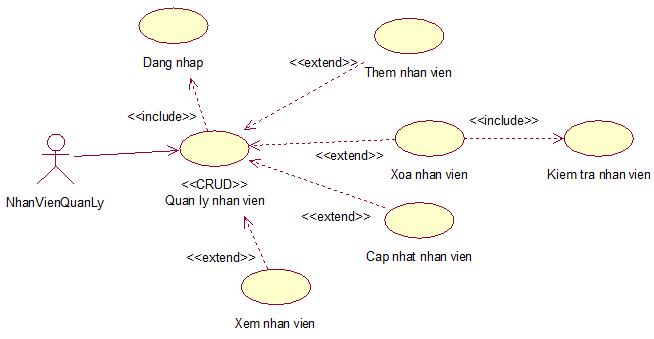 Dang nhap
<<extend>>
Them nhan vien
<<include>>
<<include>>
<<extend>>
Xoa nhan vien
Kiem tra nhan vien
NhanVienQuanLy
<<CRUD>>
Quan ly nhan vien
<<extend>>
Cap nhat nhan vien
<<extend>>
Xem nhan vien